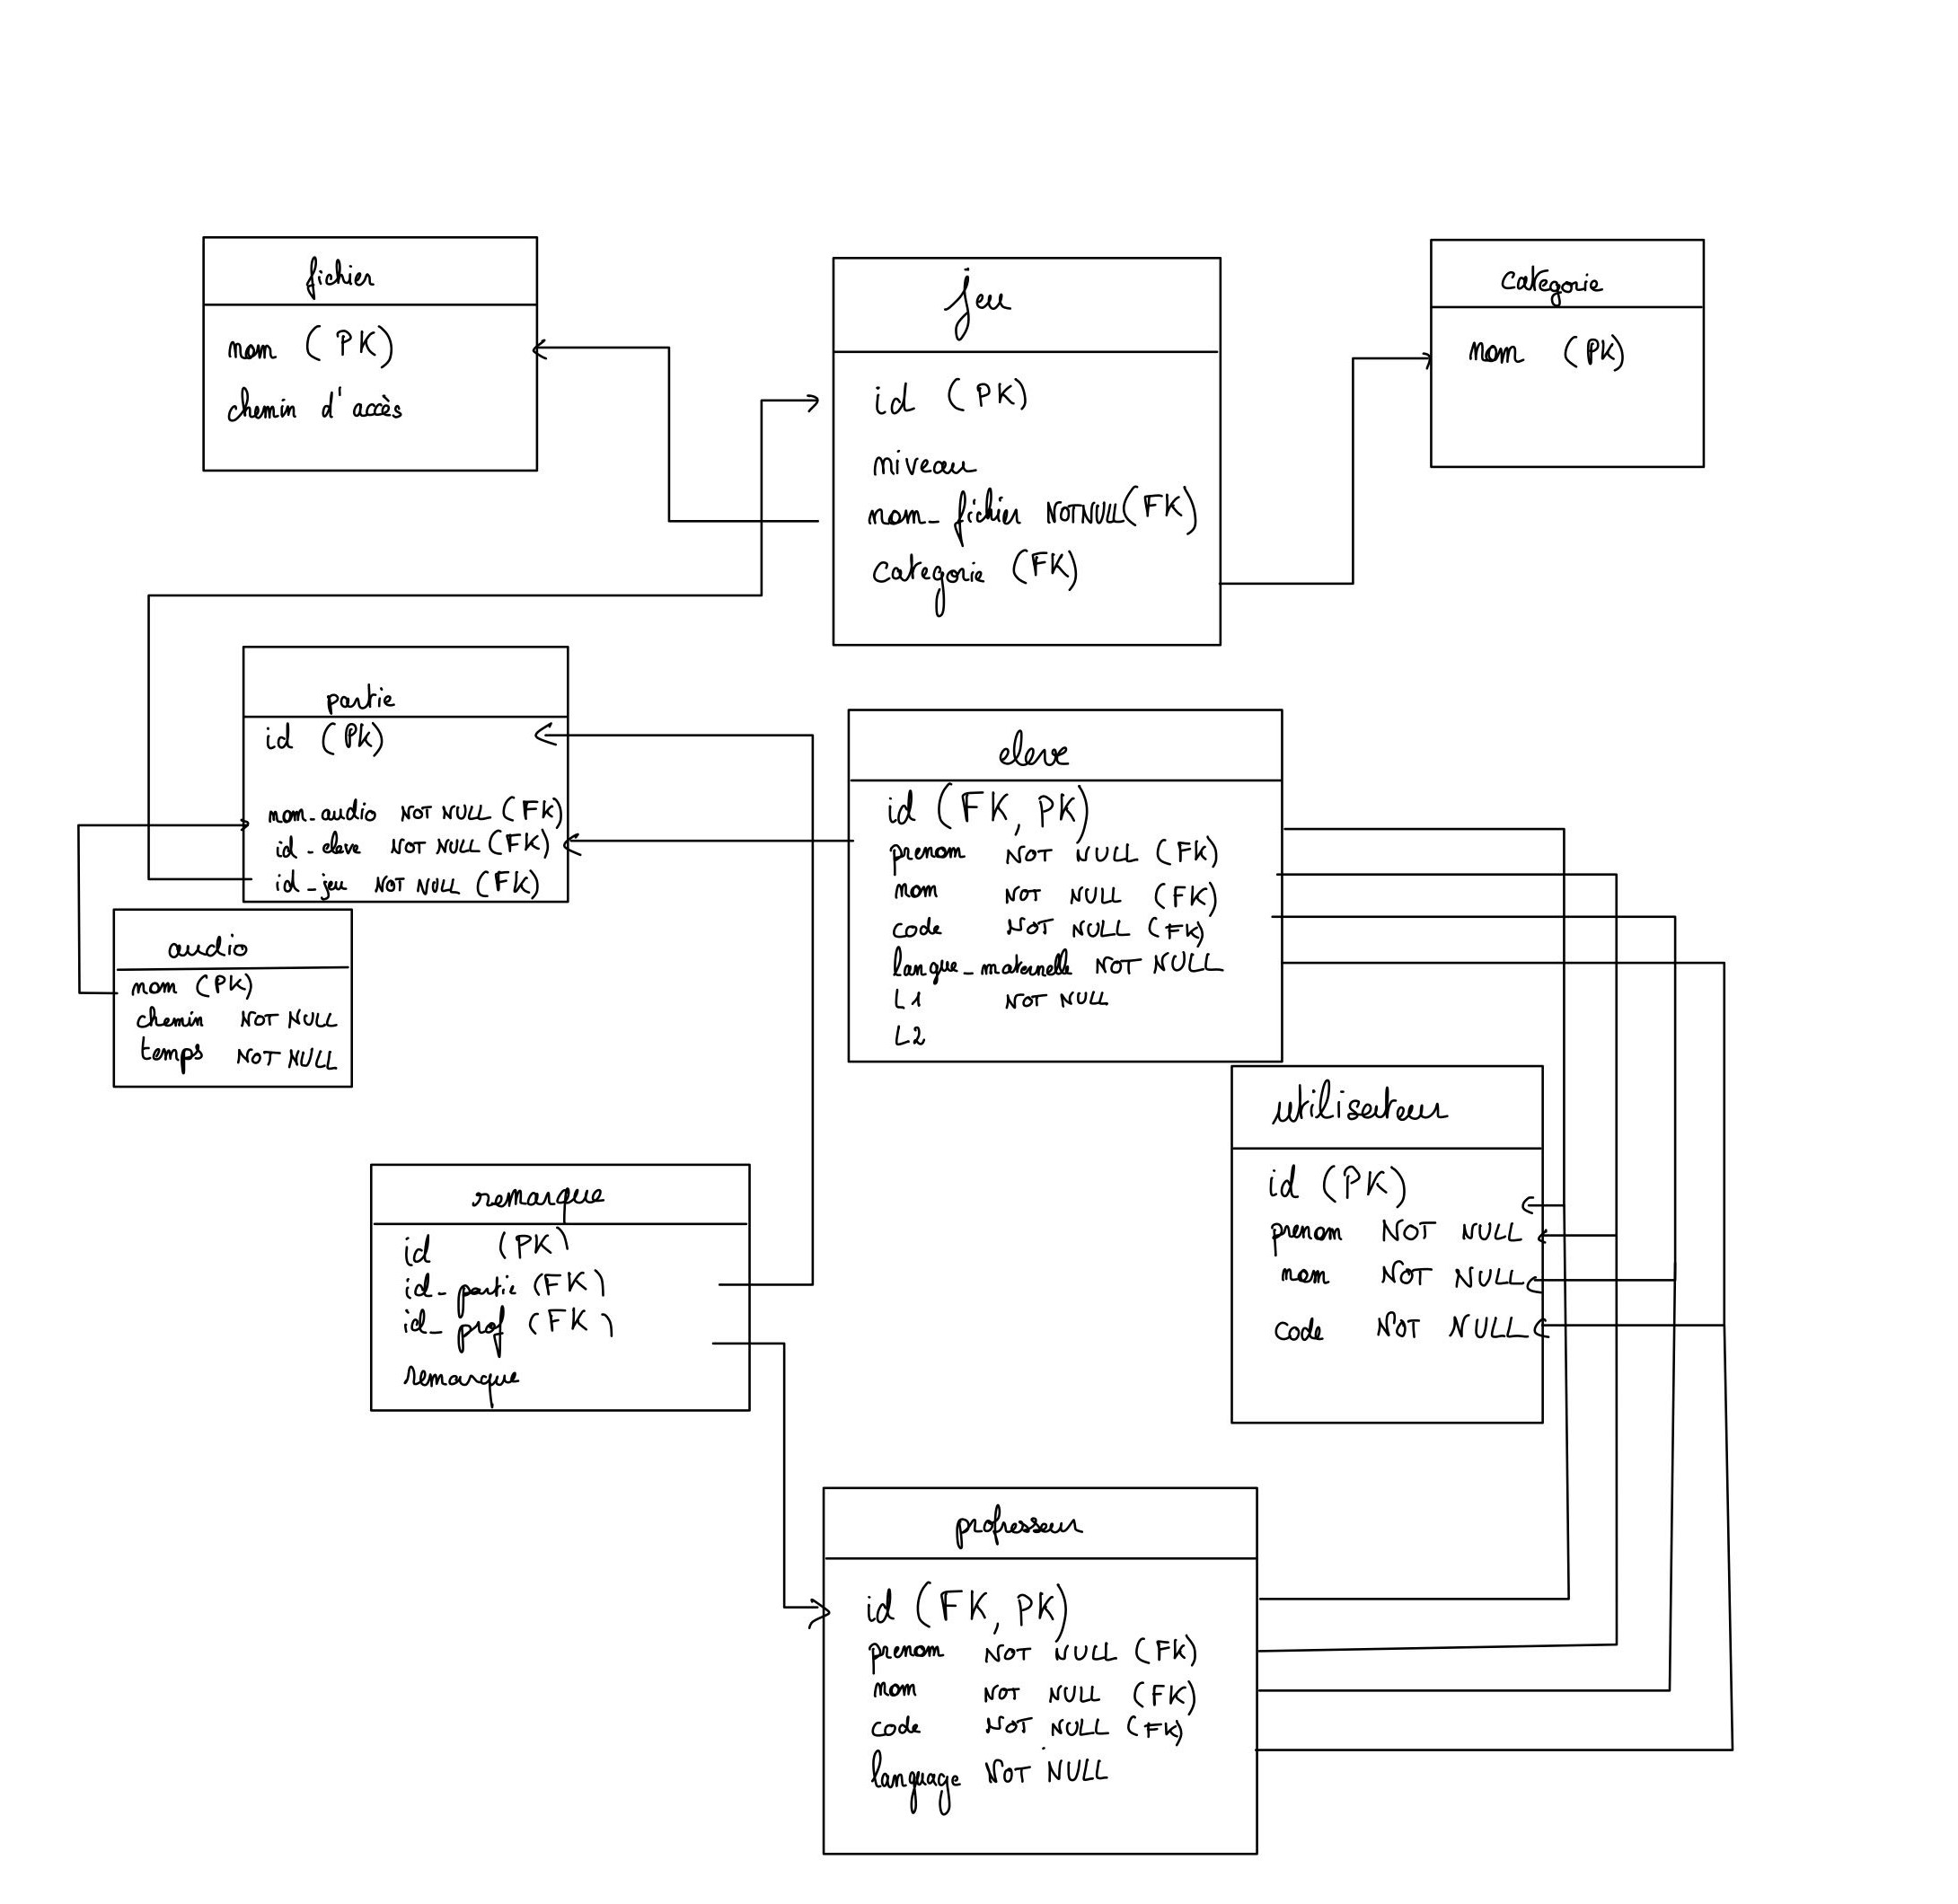 fichier
nom (PK)
chemin d'accès
jeu
id (PK)
niveau
nom_fichier NOTNULL (FK)
categorie (FK)
categorie
nom (PK)
partie
id (PK)
nom_audio NOT NULL (FK)
id_eleve NOT NULL (FK)
id_jeu NOT NULL (FK)
audio
nom (PK)
chemin NOT NULL
temps NOT NULL
eleve
id (FK, PK)
prenom NOT NULL (FK)
nom NOT NULL (FK)
code NOT NULL (FK)
langue_maternelle NOT NULL
L1 NOT NULL
L2
utilisateur
id (PK)
prenom NOT NULL
nom NOT NULL
code NOT NULL
remarque
id (PK)
id_partie (FK)
id_prof (FK)
remarque
professeur
id (FK, PK)
prenom NOT NULL (FK)
nom NOT NULL (FK)
code NOT NULL (FK)
language NOT NULL